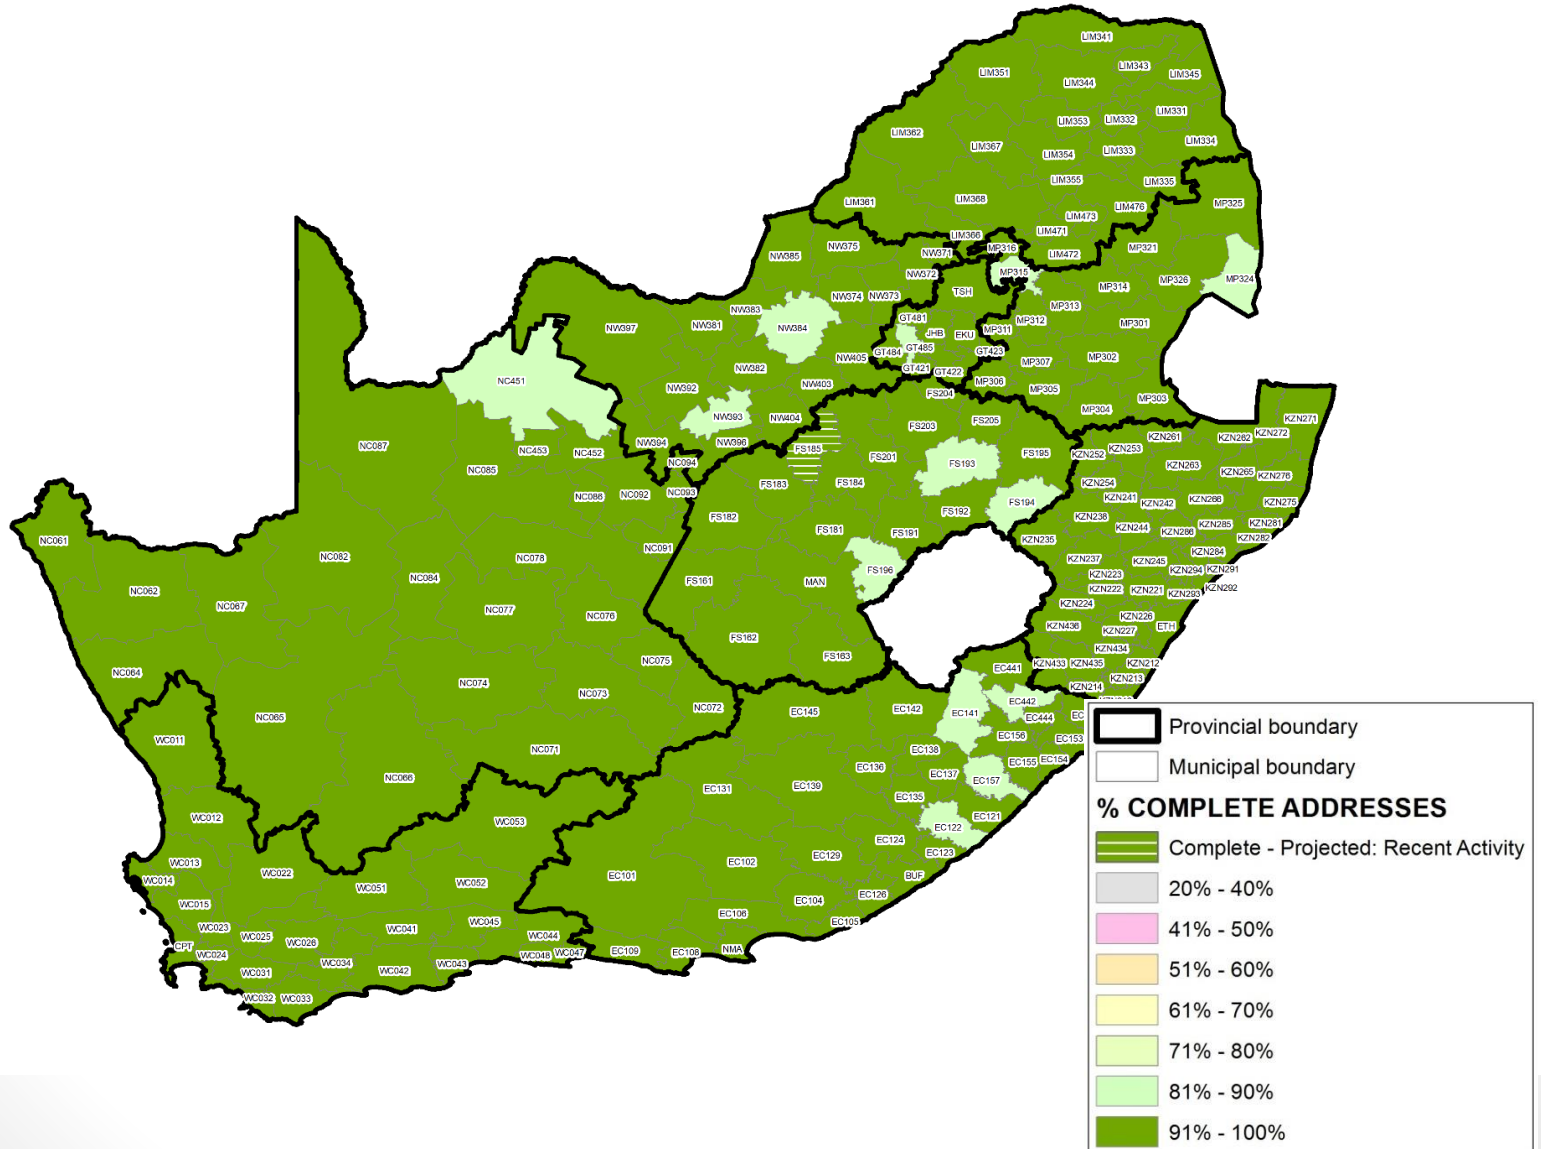 LIM341
LIM351
LIM343
LIM345
LIM344
LIM331
LIM353
LIM332
LIM362
LIM334
LIM367
LIM354
LIM333
LIM355
LIM335
LIM361
LIM368
LIM476
MP325
LIM473
LIM471
LIM366
NW375
NW371
MP316
LIM472
MP321
NW385
NW372
MP315
MP326
MP324
TSH
MP314
NW374
NW373
MP313
NW383
GT481
MP312
MP301
NW397
NW381
NW384
JHB
EKU
MP311
GT484
GT485
GT423
NW405
MP302
MP307
NW382
GT421
GT422
NC451
MP306
MP305
NW392
NW403
FS204
MP303
MP304
NW393
NW404
FS203
FS205
KZN271
KZN272
NC087
NW394
NW396
FS185
KZN261
KZN262
NC453
NC452
FS201
FS195
KZN252
KZN253
NC094
FS193
KZN263
KZN265
KZN276
NC085
FS183
FS184
KZN254
NC086
NC092
NC093
KZN241
KZN242
KZN266
KZN275
FS194
FS182
FS192
KZN238
KZN244
KZN286
KZN285
KZN281
NC061
FS181
FS191
KZN235
KZN282
NC091
KZN284
NC082
NC078
KZN237
KZN245
FS196
KZN223
KZN294
KZN291
NC084
FS161
MAN
NC062
KZN222
KZN221
KZN293
KZN292
NC067
NC077
NC076
KZN224
KZN226
KZN436
KZN227
ETH
FS162
KZN434
FS163
NC075
KZN433
KZN435
KZN212
EC441
NC064
NC074
KZN213
NC073
KZN214
NC072
EC442
EC145
EC142
EC141
EC444
NC065
EC156
EC153
WC011
NC071
EC138
EC155
EC154
EC136
EC137
EC157
NC066
EC131
EC139
EC135
WC012
WC053
EC122
EC121
EC124
EC123
WC013
EC102
EC129
WC014
WC022
WC051
WC052
EC101
BUF
EC126
WC015
EC104
EC106
EC105
WC023
WC025
WC026
WC041
WC045
WC044
CPT
WC024
WC031
WC034
WC042
WC043
WC048
WC047
EC109
EC108
NMA
WC032
WC033
Provincial boundary
Municipal boundary
% COMPLETE ADDRESSES
Complete - Projected: Recent Activity
20% - 40%
41% - 50%
51% - 60%
61% - 70%
71% - 80%
81% - 90%
91% - 100%